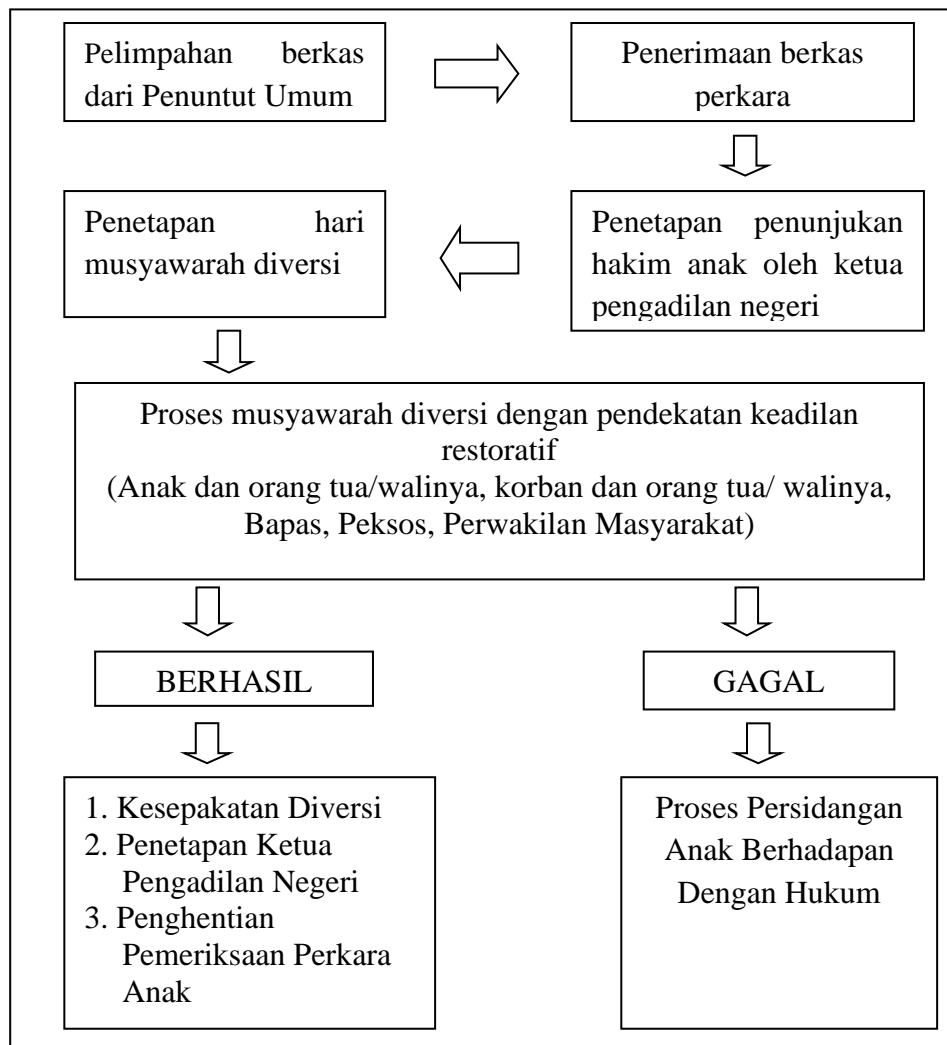 Pelimpahan berkas
dari Penuntut Umum
Penerimaan berkas
perkara
Penetapan penunjukan
hakim anak oleh ketua
pengadilan negeri
Penetapan hari
musyawarah diversi
Proses musyawarah diversi dengan pendekatan keadilan
restoratif
(Anak dan orang tua/walinya, korban dan orang tua/ walinya,
Bapas, Peksos, Perwakilan Masyarakat)
BERHASIL
GAGAL
1. Kesepakatan Diversi
2. Penetapan Ketua
Pengadilan Negeri
3. Penghentian
Pemeriksaan Perkara
Anak
Proses Persidangan
Anak Berhadapan
Dengan Hukum